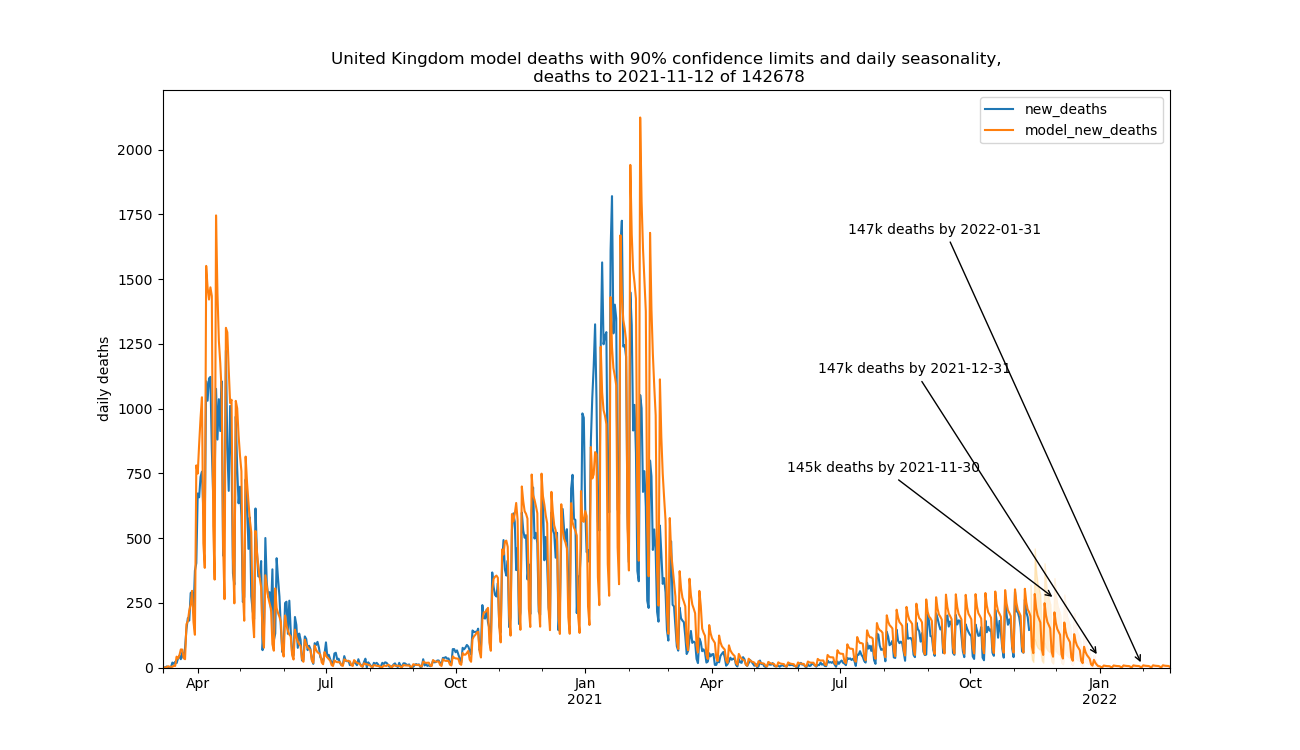 United Kingdom model deaths with 90% confidence limits and daily seasonality,
deaths to 2021-11-12 of 142678
new_deaths
model_new_deaths
daily deaths
2000
1750
1500
1250
1000
750
500
250
0
147k deaths by 2022-01-31
147k deaths by 2021-12-31
145k deaths by 2021-11-30
Apr
Jul
Oct
Jan
2021
Apr
Jul
Oct
Jan
2022